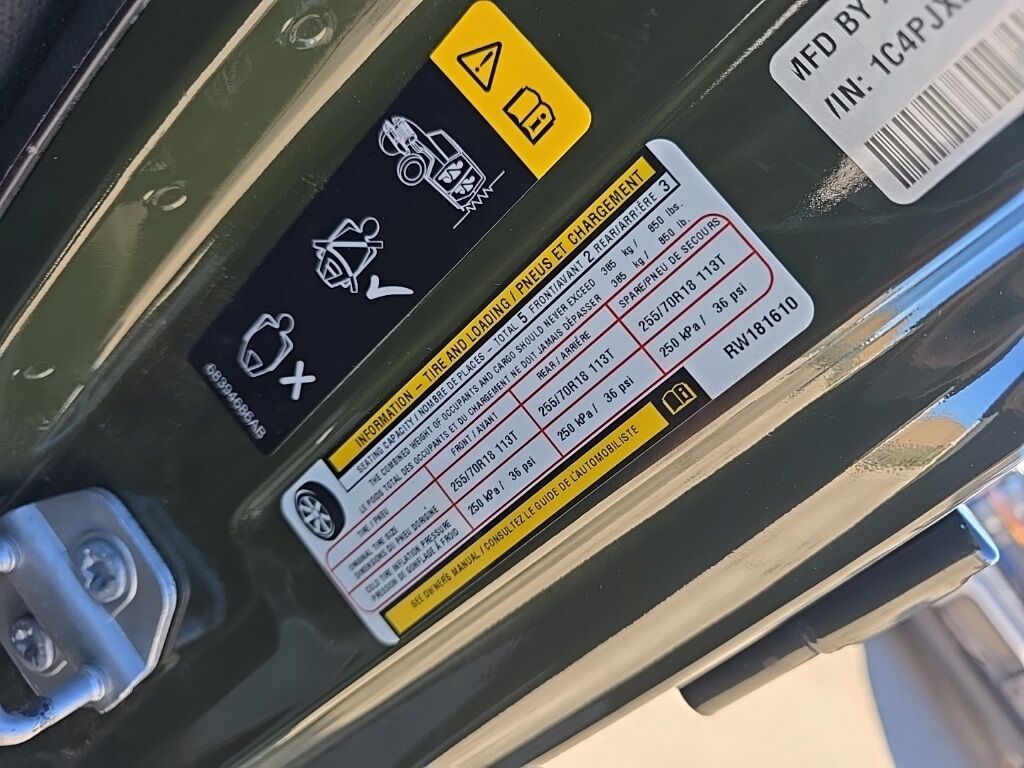 MFD BY
/IN: 1C4PJX
G6394686AB
INFORMATION – TIRE AND LOADING / PNEUS ET CHARGEMENT
SEATING CAPACITY / NOMBRE DE PLACES – TOTAL 5 FRONT/AVANT 2 REAR/ARRIÈRE 3
THE COMBINED WEIGHT OF OCCUPANTS AND CARGO SHOULD NEVER EXCEED 385 kg / 850 lbs.
LE POIDS TOTAL DES OCCUPANTS ET DU CHARGEMENT NE DOIT JAMAIS DÉPASSER 385 kg / 850 lb.
TIRE / PNEU FRONT / AVANT REAR / ARRIÈRE SPARE/PNEU DE SECOURS
ORIGINAL TIRE SIZE
DIMENSIONS DU PNEU DORIGINE
255/70R18 113T 255/70R18 113T 255/70R18 113T
COLD TIRE INFLATION PRESSURE
PRESSION DE GONFLAGE À FROID
250 kPa / 36 psi 250 kPa / 36 psi 250 kPa / 36 psi
SEE OWNERS MANUAL / CONSULTEZ LE GUIDE DE L'AUTOMOBILISTE
RW181610